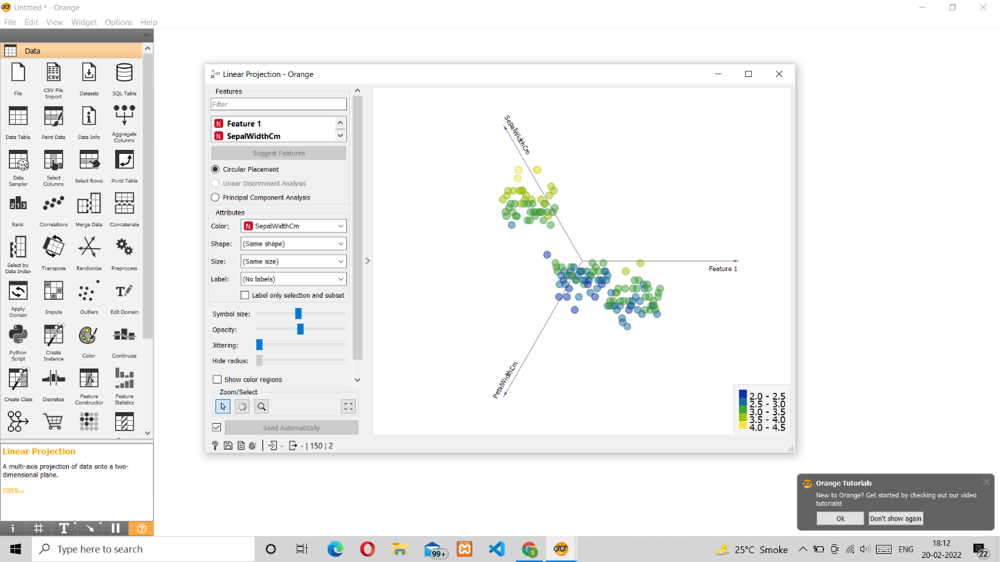 Untitled * - Orange
File Edit View Widget Options Help
Data
File
CSV File Import
Datasets
SQL Table
Data Table
Paint Data
Data Info
Aggregate Columns
Data Sampler
Select Columns
Select Rows
Pivot Table
Rank
Correlations
Merge Data
Concatenate
Select by Data Index
Transpose
Randomize
Preprocess
Apply Domain
Impute
Outliers
Edit Domain
Python Script
Create Instance
Color
Continuize
Create Class
Discretize
Feature Constructor
Feature Statistics
Linear Projection
A multi-axis projection of data onto a two-
dimensional plane.
more...
Linear Projection - Orange
Features
Filter
N Feature 1
N SepalWidthCm
Suggest Features
Circular Placement
Linear Discriminant Analysis
Principal Component Analysis
Attributes
Color: N SepalWidthCm
Shape: (Same shape)
Size: (Same size)
Label: (No labels)
Label only selection and subset
Symbol size:
Opacity:
Jittering:
Hide radius:
Show color regions
Zoom/Select
Send Automatically
? - - | 150 | 2
SepalWidthCm
Feature 1
PetalWidthCm
2.0 - 2.5
2.5 - 3.0
3.0 - 3.5
3.5 - 4.0
4.0 - 4.5
Orange Tutorials
New to Orange? Get started by checking out our video
tutorials!
Ok Don't show again
Type here to search
99+
25°C Smoke
ENG
18:12
20-02-2022
22